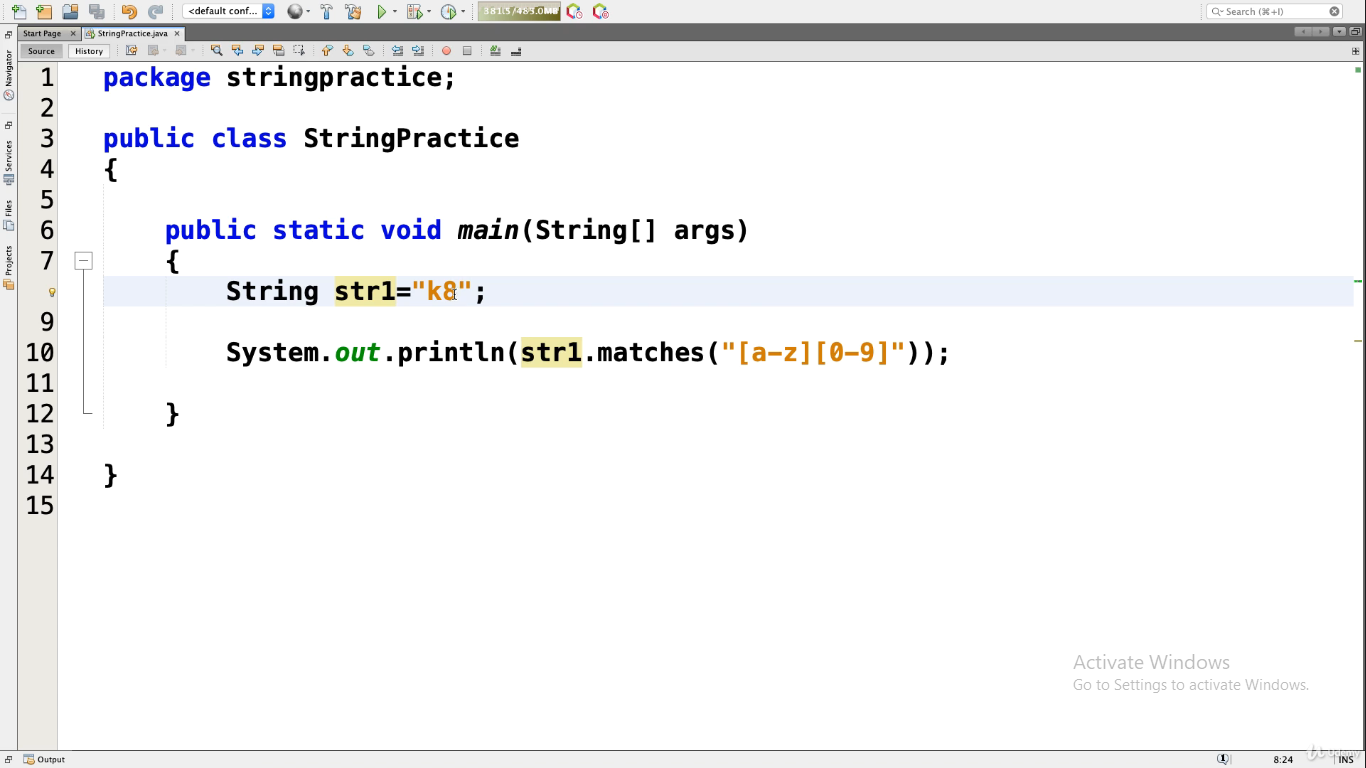 <default conf...
381.5/483.0MB
Search (⌘+I)
Start Page
StringPractice.java
Source
History
Navigator
Services
Files
Projects
1 package stringpractice;
2
3 public class StringPractice
4 {
5
6 public static void main(String[] args)
7 {
String str1="k8";
9
10 System.out.println(str1.matches("[a-z][0-9]"));
11
12 }
13
14 }
15
Activate Windows
Go to Settings to activate Windows.
Output
1
8:24
INS
Udemy